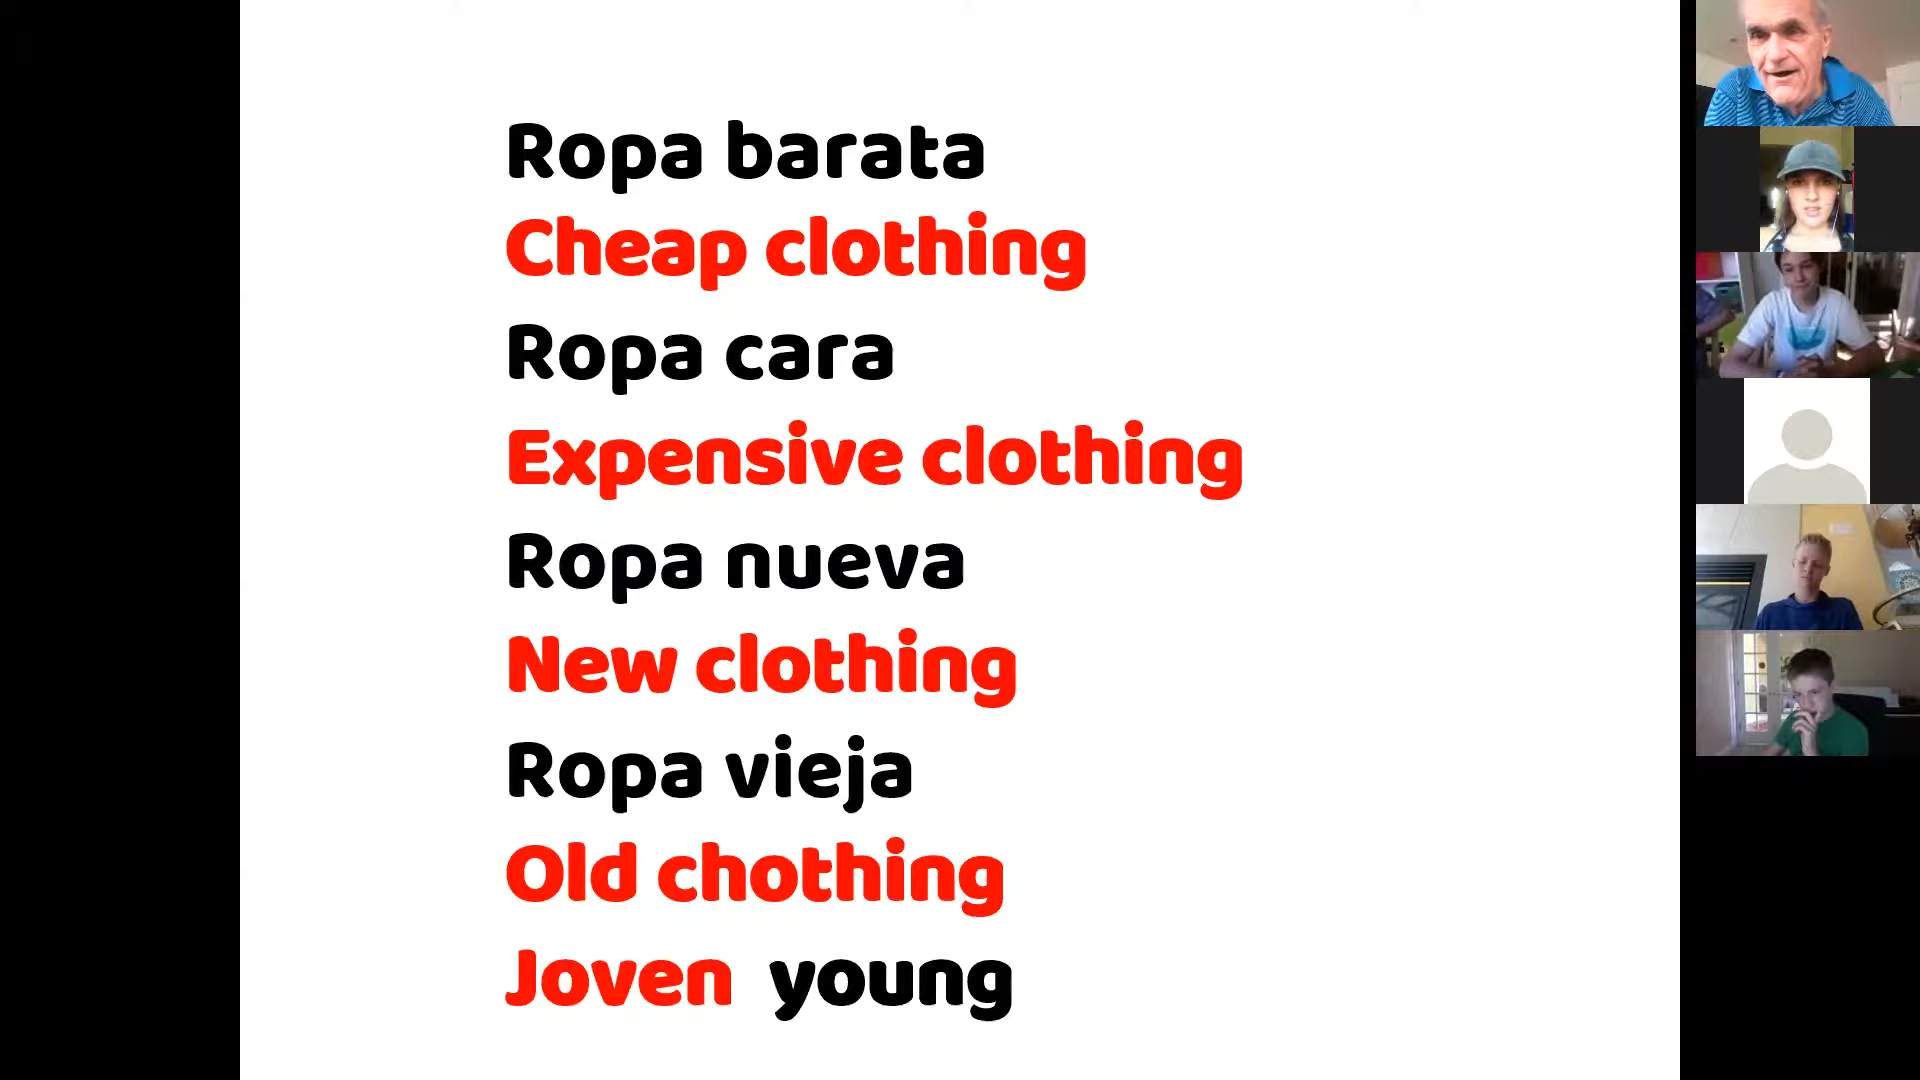 Ropa barata
Cheap clothing
Ropa cara
Expensive clothing
Ropa nueva
New clothing
Ropa vieja
Old chothing
Joven young